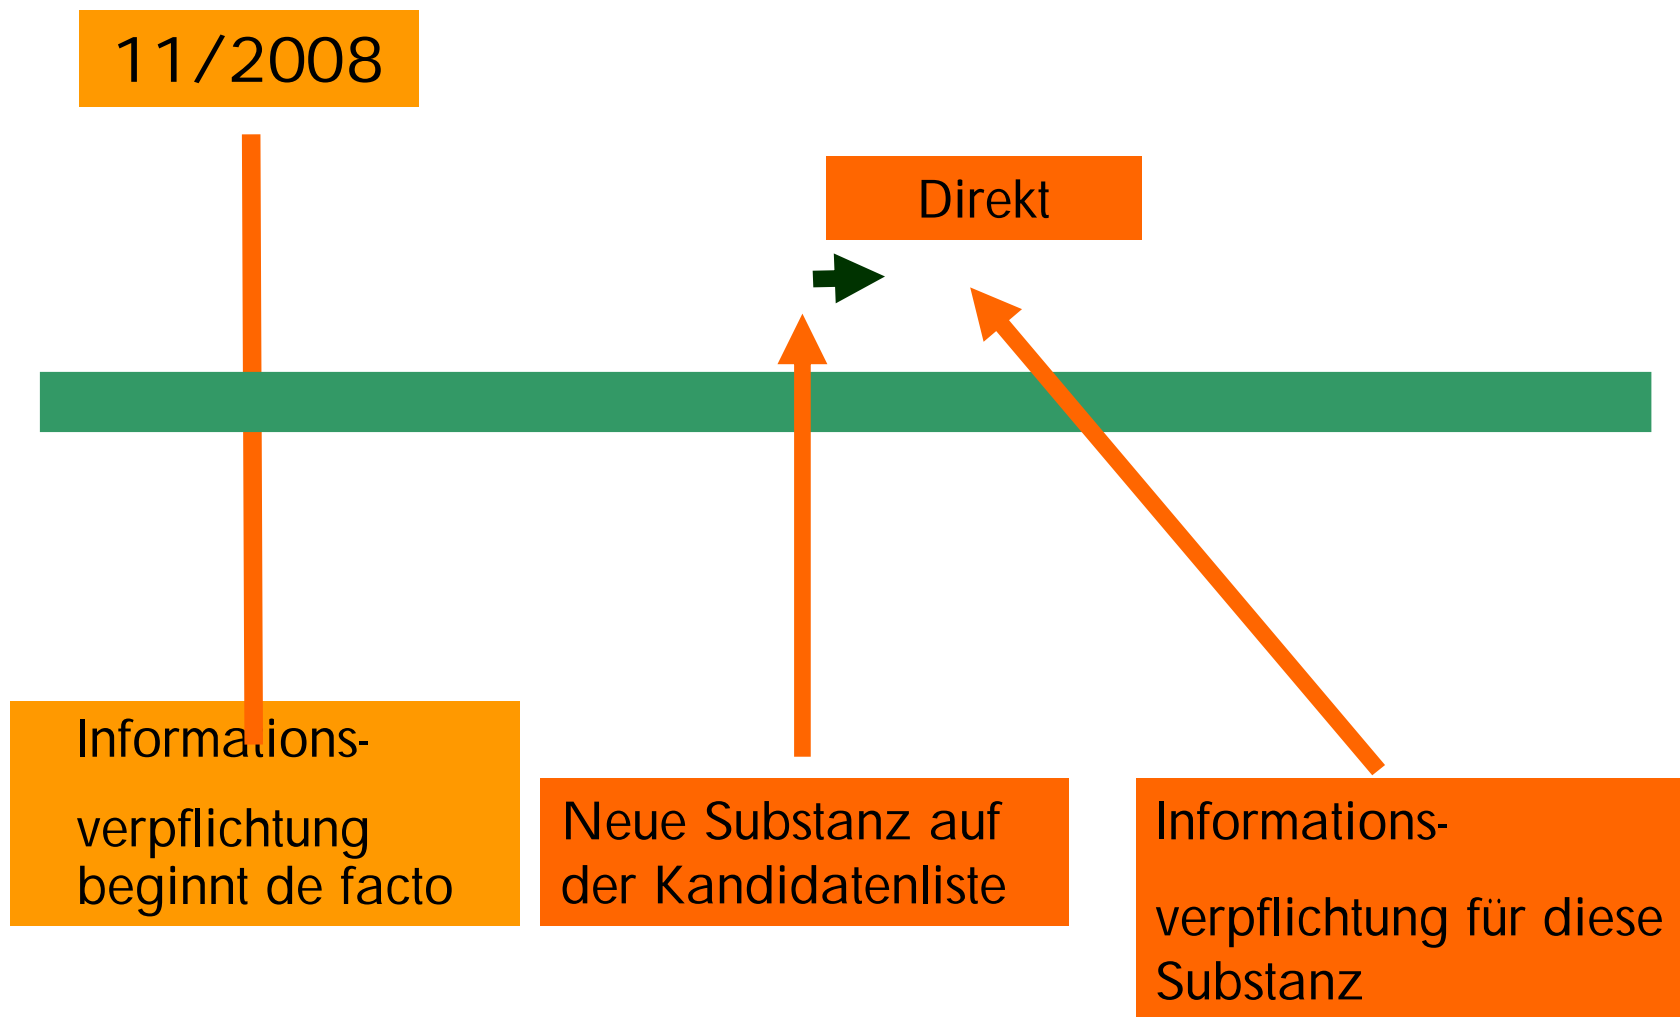 11/2008
Direkt
Informations-
verpflichtung
beginnt de facto
Neue Substanz auf
der Kandidatenliste
Informations-
verpflichtung für diese
Substanz